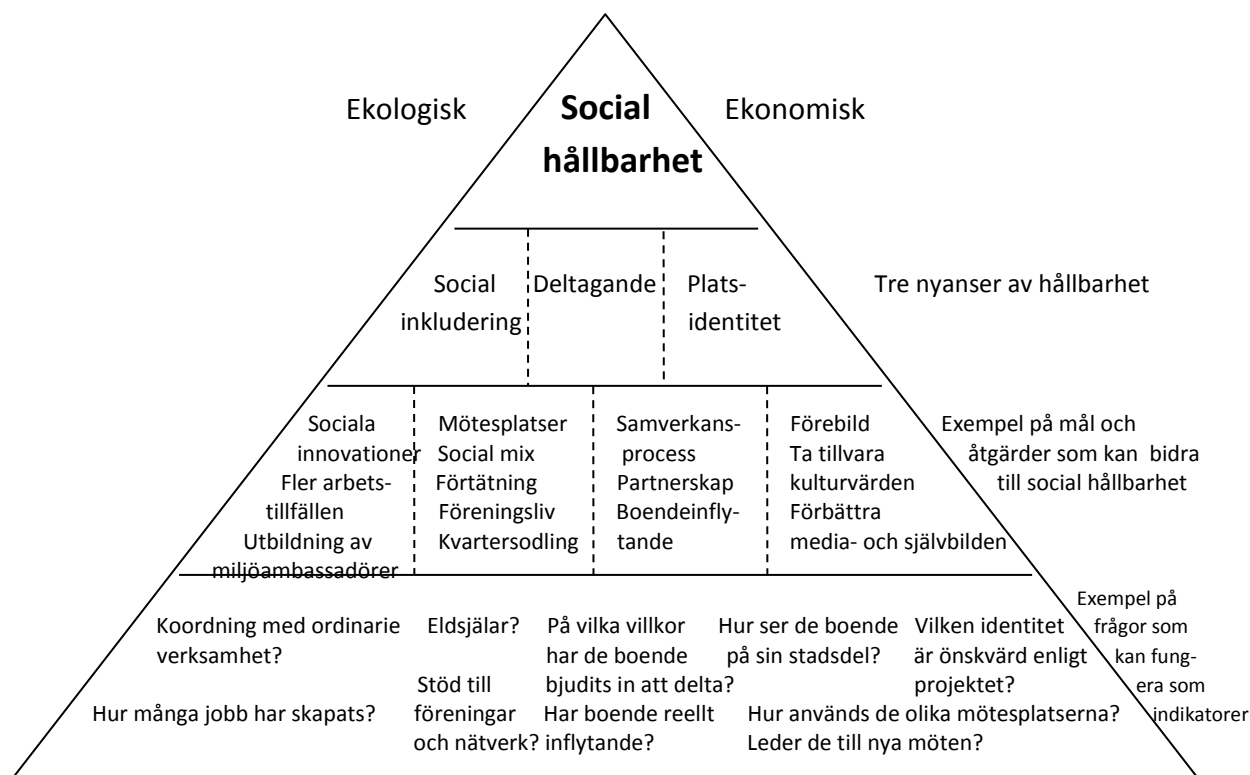 Ekologisk
Social
hållbarhet
Ekonomisk
Social
inkludering
Deltagande
Plats-
identitet
Tre nyanser av hållbarhet
Sociala
innovationer
Fler arbets-
tillfällen
Utbildning av
miljöambassadörer
Mötesplatser
Social mix
Förtätning
Föreningsliv
Kvartersodling
Samverkans-
process
Partnerskap
Boendeinfly-
tande
Förebild
Ta tillvara
kulturvärden
Förbättra
media- och självbilden
Exempel på mål och
åtgärder som kan bidra
till social hållbarhet
Koordning med ordinarie
verksamhet?
Hur många jobb har skapats?
Eldsjälar?
Stöd till
föreningar
och nätverk?
På vilka villkor
har de boende
bjudits in att delta?
Har boende reellt
inflytande?
Hur ser de boende
på sin stadsdel?
Vilken identitet
är önskvärd enligt
projektet?
Hur används de olika mötesplatserna?
Leder de till nya möten?
Exempel på
frågor som
kan fung-
era som
indikatorer